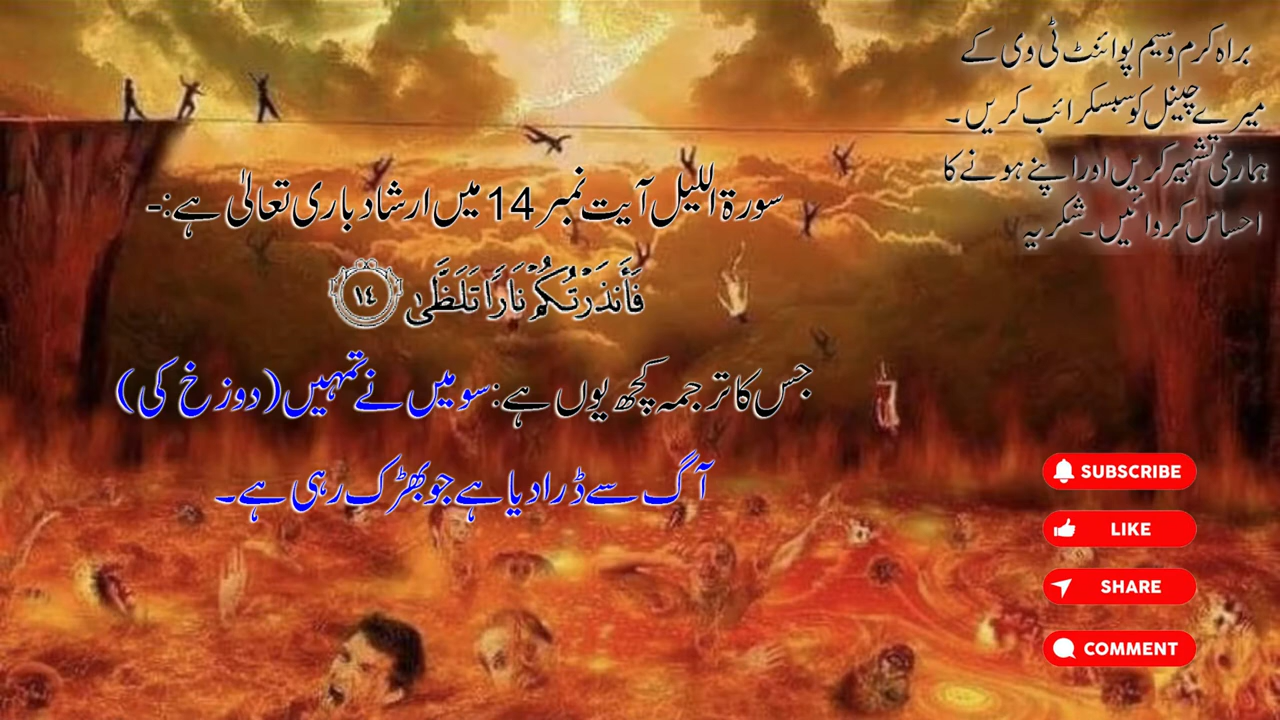 براہ کرم وسیم پوائنٹ ٹی وی کے
میرے چینل کو سبسکرائب کریں۔
ہماری تشہیر کریں اور اپنے ہونے کا
احساس کروائیں۔ شکریہ
سورۃ اللیل آیت نمبر 14 میں ارشاد باری تعالیٰ ہے:-
فَأَنذَرْتُكُمْ نَارًا تَلَظَّىٰ ١٤
جس کا ترجمہ کچھ یوں ہے: سو میں نے تمہیں (دوزخ کی)
آگ سے ڈرا دیا ہے جو بھڑک رہی ہے۔
SUBSCRIBE
LIKE
SHARE
COMMENT